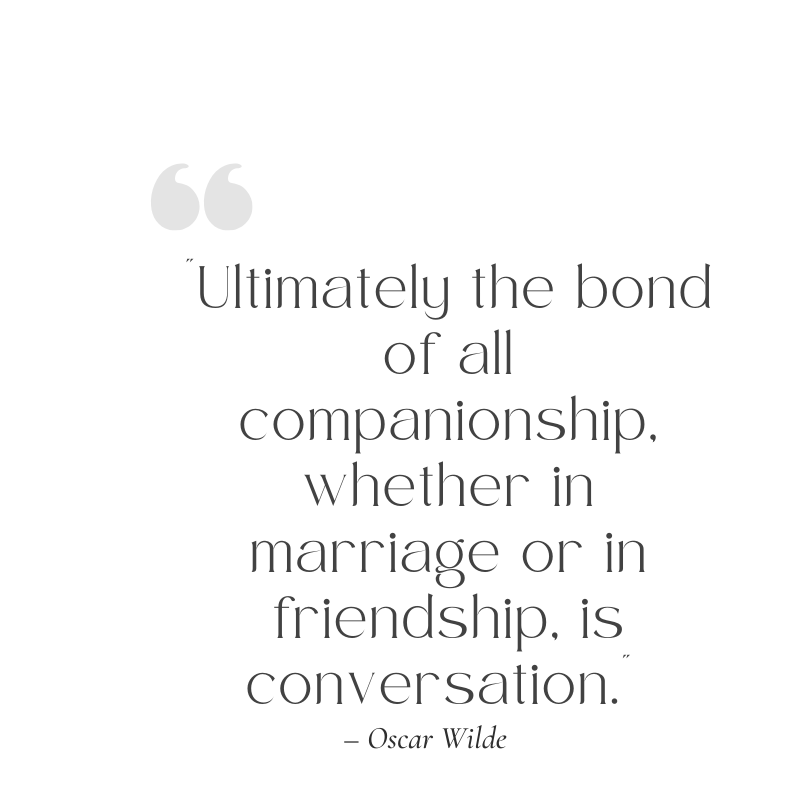 “
"Ultimately the bond
of all
companionship,
whether in
marriage or in
friendship, is
conversation."
– Oscar Wilde